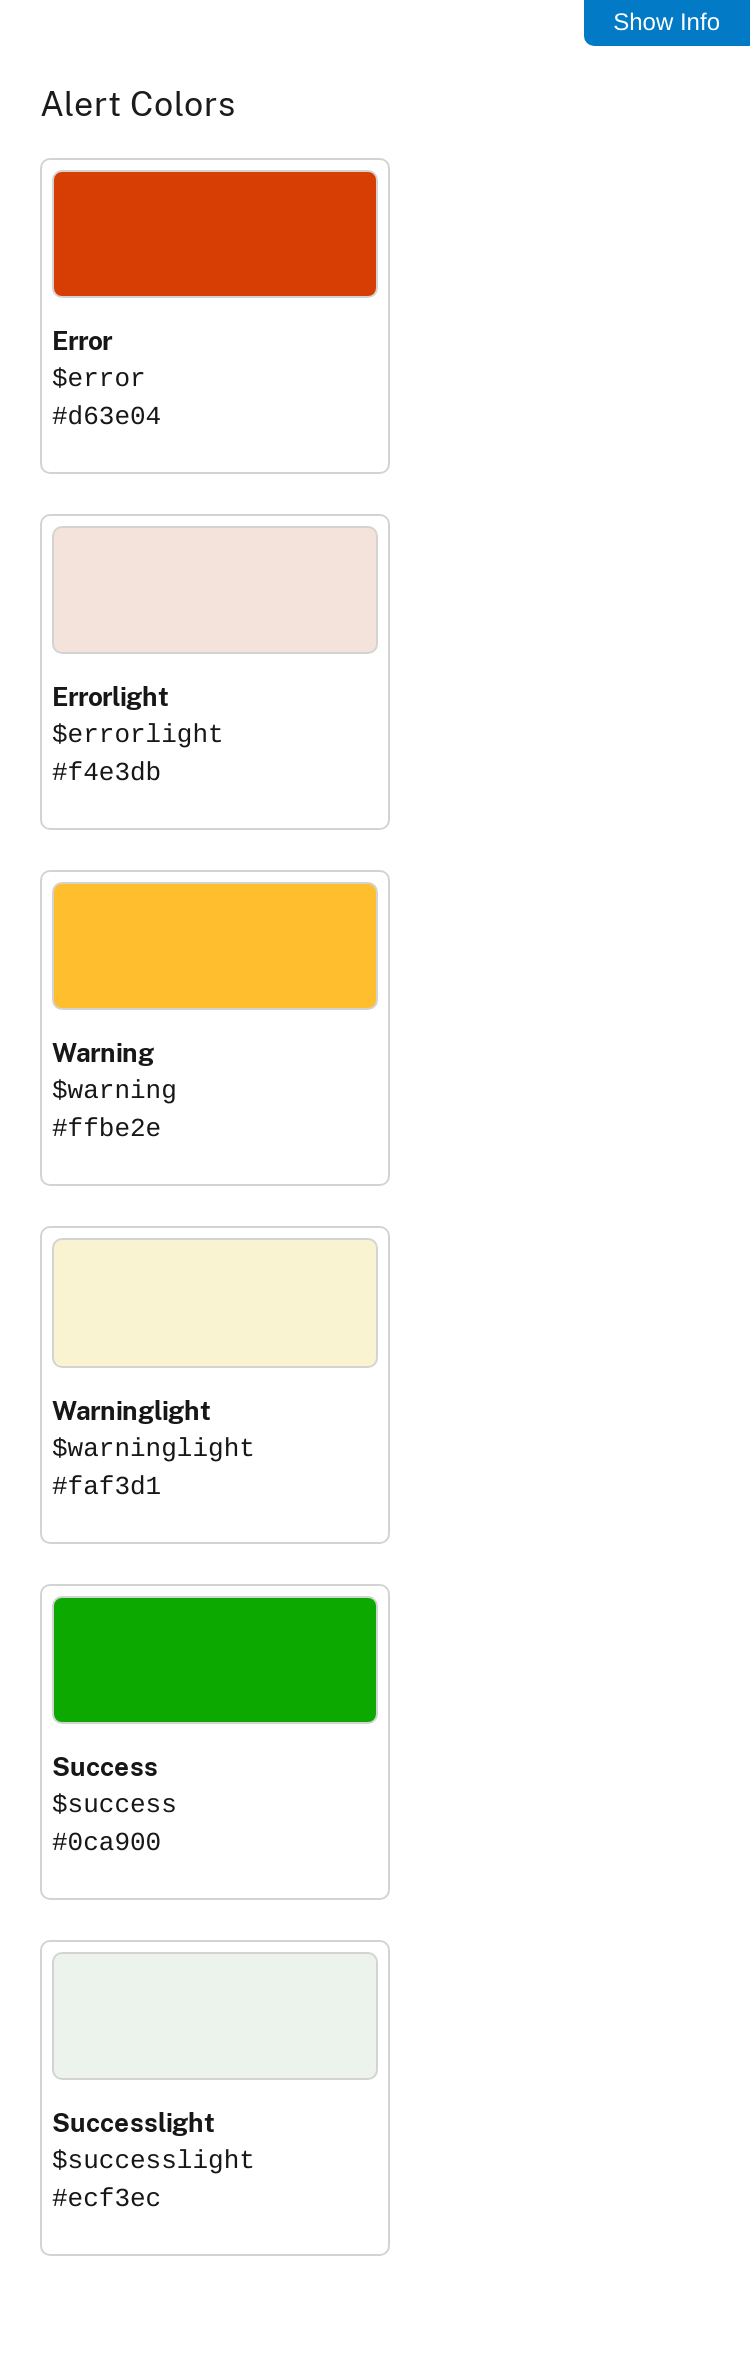 Show Info
Alert Colors
Error
$error
#d63e04
Errorlight
$errorlight
#f4e3db
Warning
$warning
#ffbe2e
Warninglight
$warninglight
#faf3d1
Success
$success
#0ca900
Successlight
$successlight
#ecf3ec